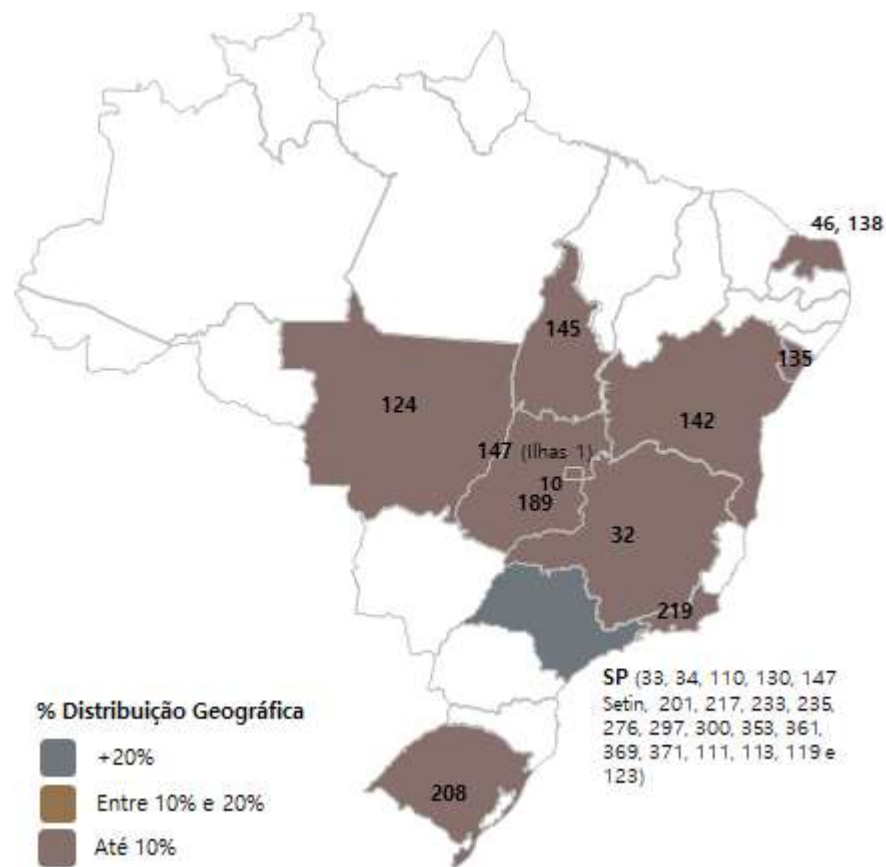 46, 138
145
135
124
142
147 (Ilhas 1)
10
189
32
219
SP (33, 34, 110, 130, 147
Setin, 201, 217, 233, 235,
276, 297, 300, 353, 361,
369, 371, 111, 113, 119 e
123)
% Distribuição Geográfica
+20%
Entre 10% e 20%
Até 10%
208